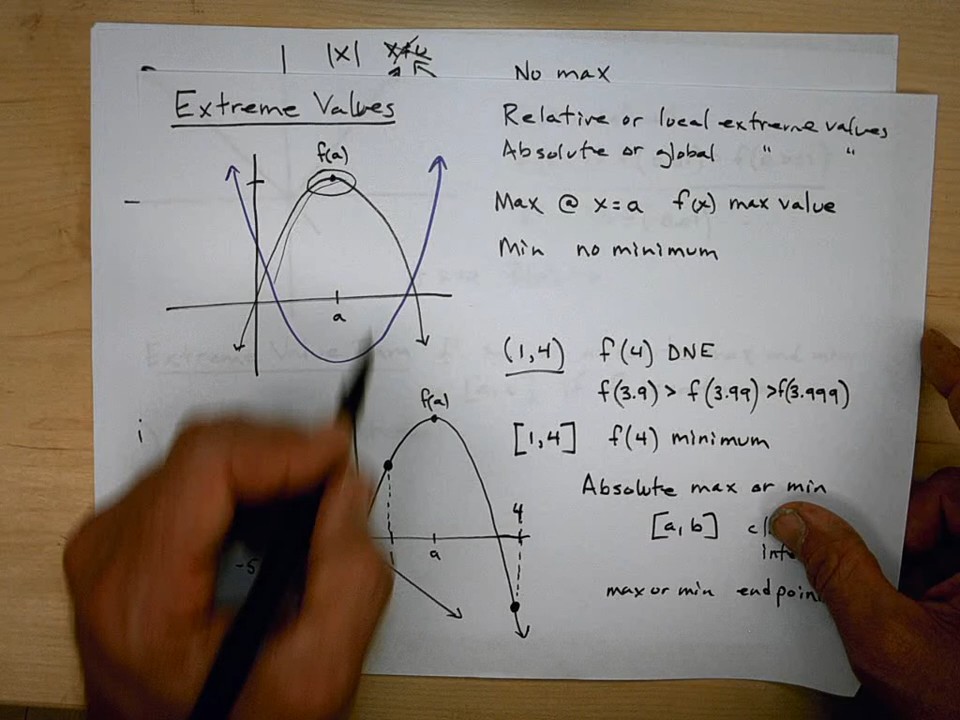 |x|
No max
Extreme Values
Relative or local extreme values
Absolute or global " "
f(a)
Max @ x=a f(x) max value
Min no minimum
a
(1,4) f(4) DNE
f(3.9) > f(3.99) > f(3.999)
f(a)
[1,4] f(4) minimum
Absolute max or min
4
[a,b]
a
-5
max or min